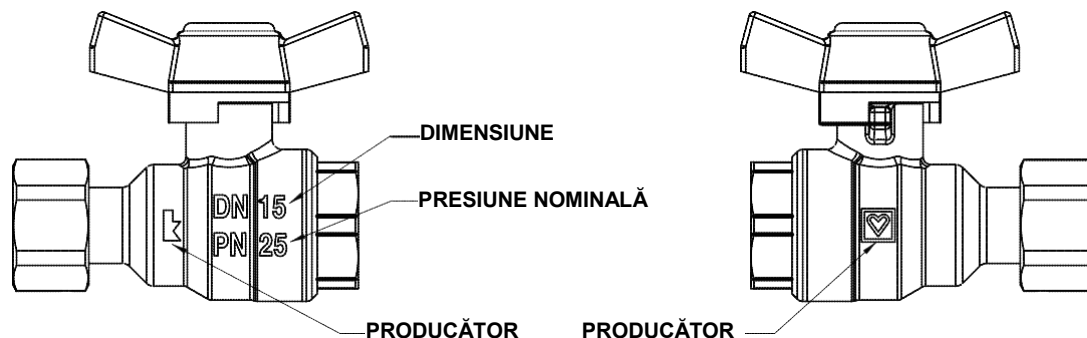 DIMENSIUNE
DN 15
PRESIUNE NOMINALĂ
PN 25
PRODUCĂTOR
PRODUCĂTOR